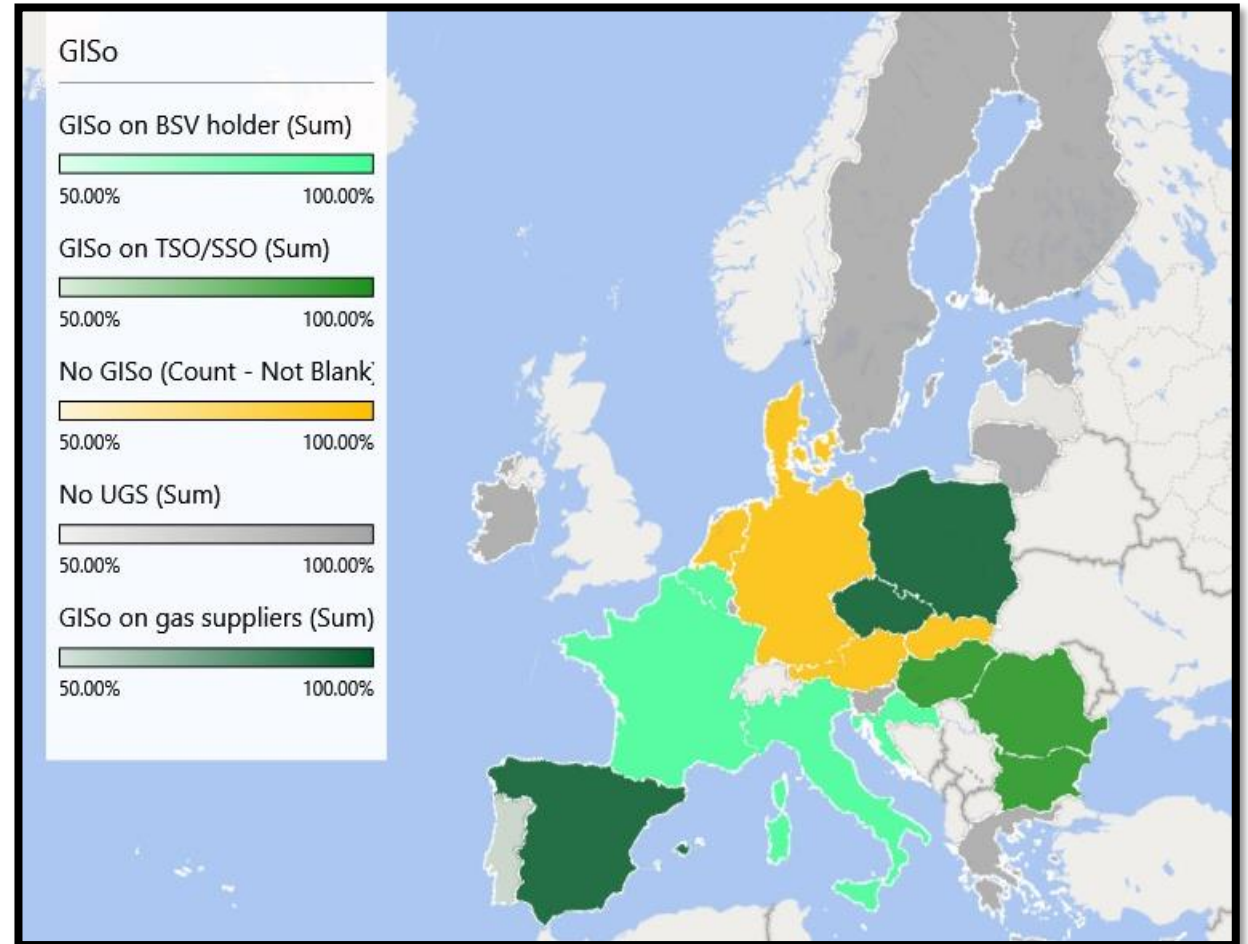 GISo
GISo on BSV holder (Sum)
50.00% 100.00%
GISo on TSO/SSO (Sum)
50.00% 100.00%
No GISo (Count - Not Blank)
50.00% 100.00%
No UGS (Sum)
50.00% 100.00%
GISo on gas suppliers (Sum)
50.00% 100.00%